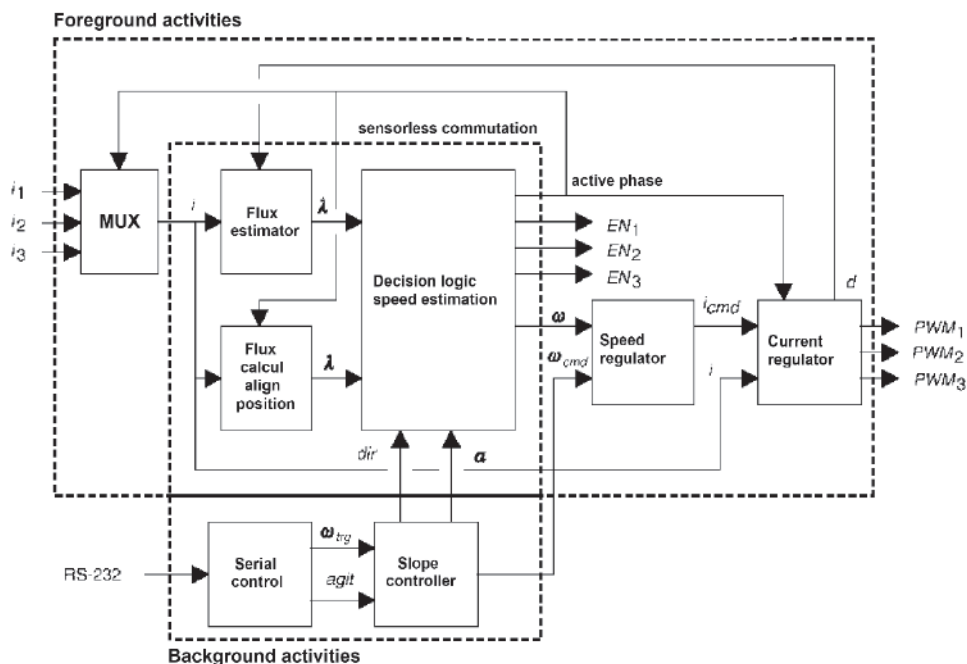 Foreground activities
sensorless commutation
active phase
i1
i2
i3
MUX
i
Flux
estimator
λ
Decision logic
speed estimation
EN1
EN2
EN3
d
Flux
calcul
align
position
λ
ω
ωcmd
Speed
regulator
icmd
i
Current
regulator
PWM1
PWM2
PWM3
dir
a
RS-232
Serial
control
ωtrg
agit
Slope
controller
Background activities